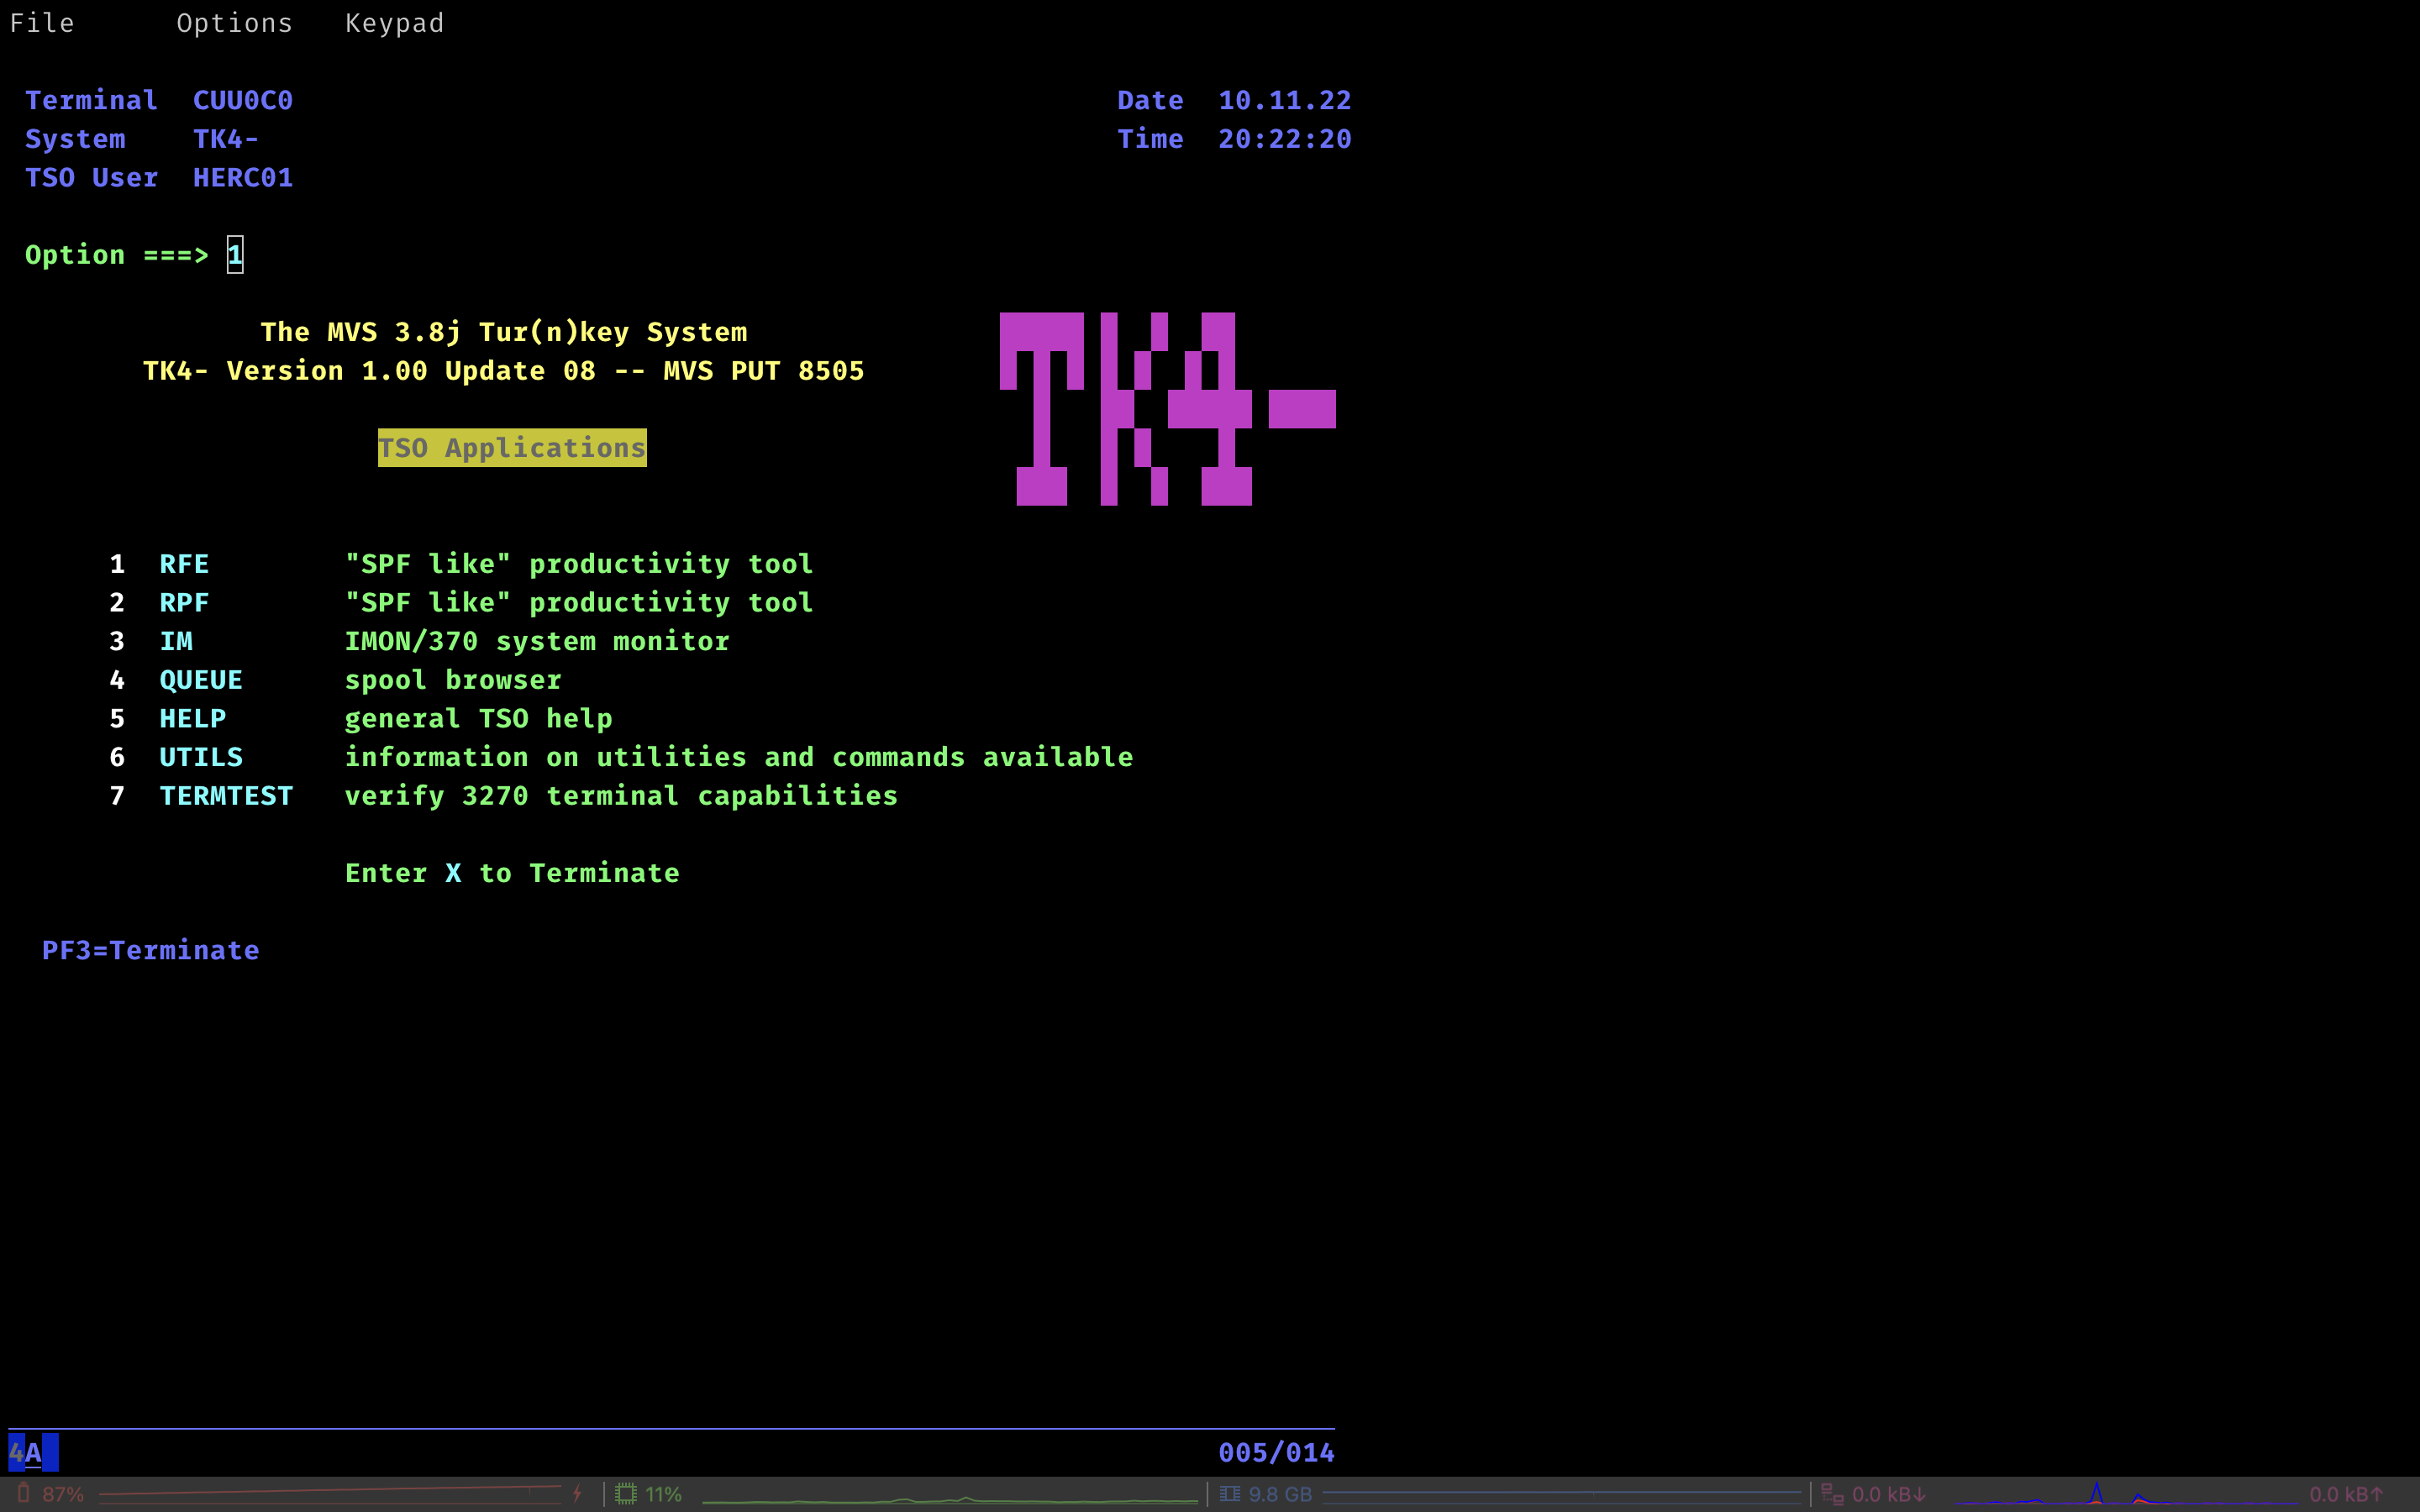 File Options Keypad
Terminal CUU0C0 Date 10.11.22
System TK4- Time 20:22:20
TSO User HERC01
Option ===> 1
The MVS 3.8j Tur(n)key System
TK4- Version 1.00 Update 08 -- MVS PUT 8505
TK4-
TSO Applications
1 RFE "SPF like" productivity tool
2 RPF "SPF like" productivity tool
3 IM IMON/370 system monitor
4 QUEUE spool browser
5 HELP general TSO help
6 UTILS information on utilities and commands available
7 TERMTEST verify 3270 terminal capabilities
Enter X to Terminate
PF3=Terminate
4A 005/014
87% 11% 9.8 GB 0.0 kB↓ 0.0 kB↑